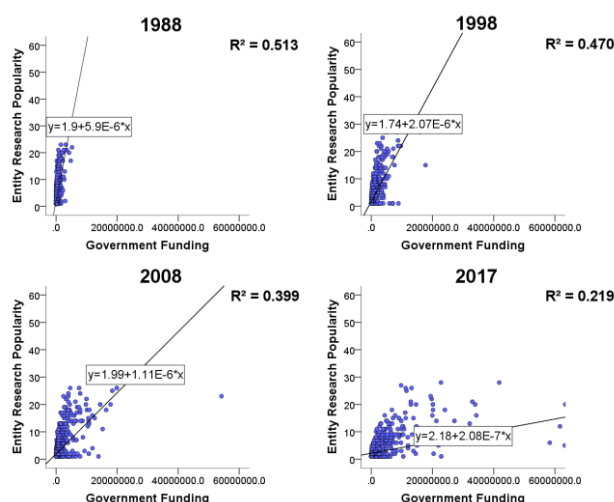 1988
R² = 0.513
Entity Research Popularity
60
50
40
30
20
10
0
y=1.9+5.9E-6*x
.0 20000000.0 40000000.0 60000000.0
Government Funding
1998
R² = 0.470
Entity Research Popularity
60
50
40
30
20
10
0
y=1.74+2.07E-6*x
.0 20000000.0 40000000.0 60000000.0
Government Funding
2008
R² = 0.399
Entity Research Popularity
60
50
40
30
20
10
0
y=1.99+1.11E-6*x
.0 20000000.0 40000000.0 60000000.0
Government Funding
2017
R² = 0.219
Entity Research Popularity
60
50
40
30
20
10
0
y=2.18+2.08E-7*x
.0 20000000.0 40000000.0 60000000.0
Government Funding